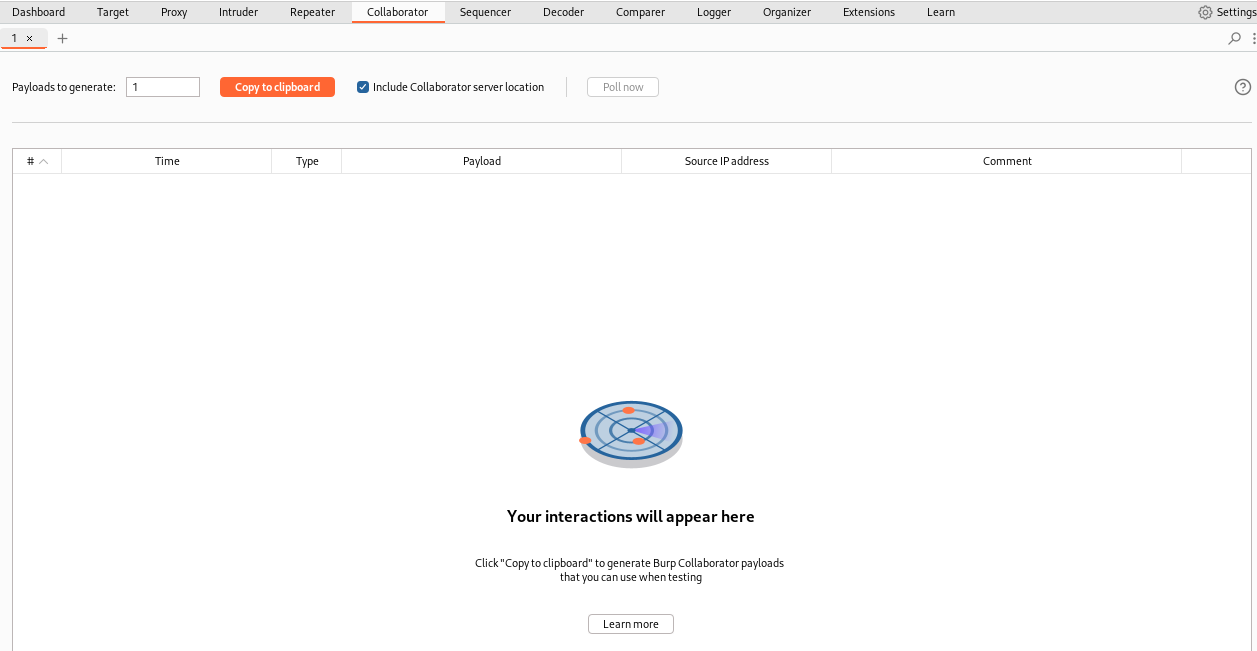 Dashboard Target Proxy Intruder Repeater Collaborator Sequencer Decoder Comparer Logger Organizer Extensions Learn Settings
1 × +
Payloads to generate: 1 Copy to clipboard Include Collaborator server location Poll now ?
# Time Type Payload Source IP address Comment
Your interactions will appear here
Click "Copy to clipboard" to generate Burp Collaborator payloads
that you can use when testing
Learn more